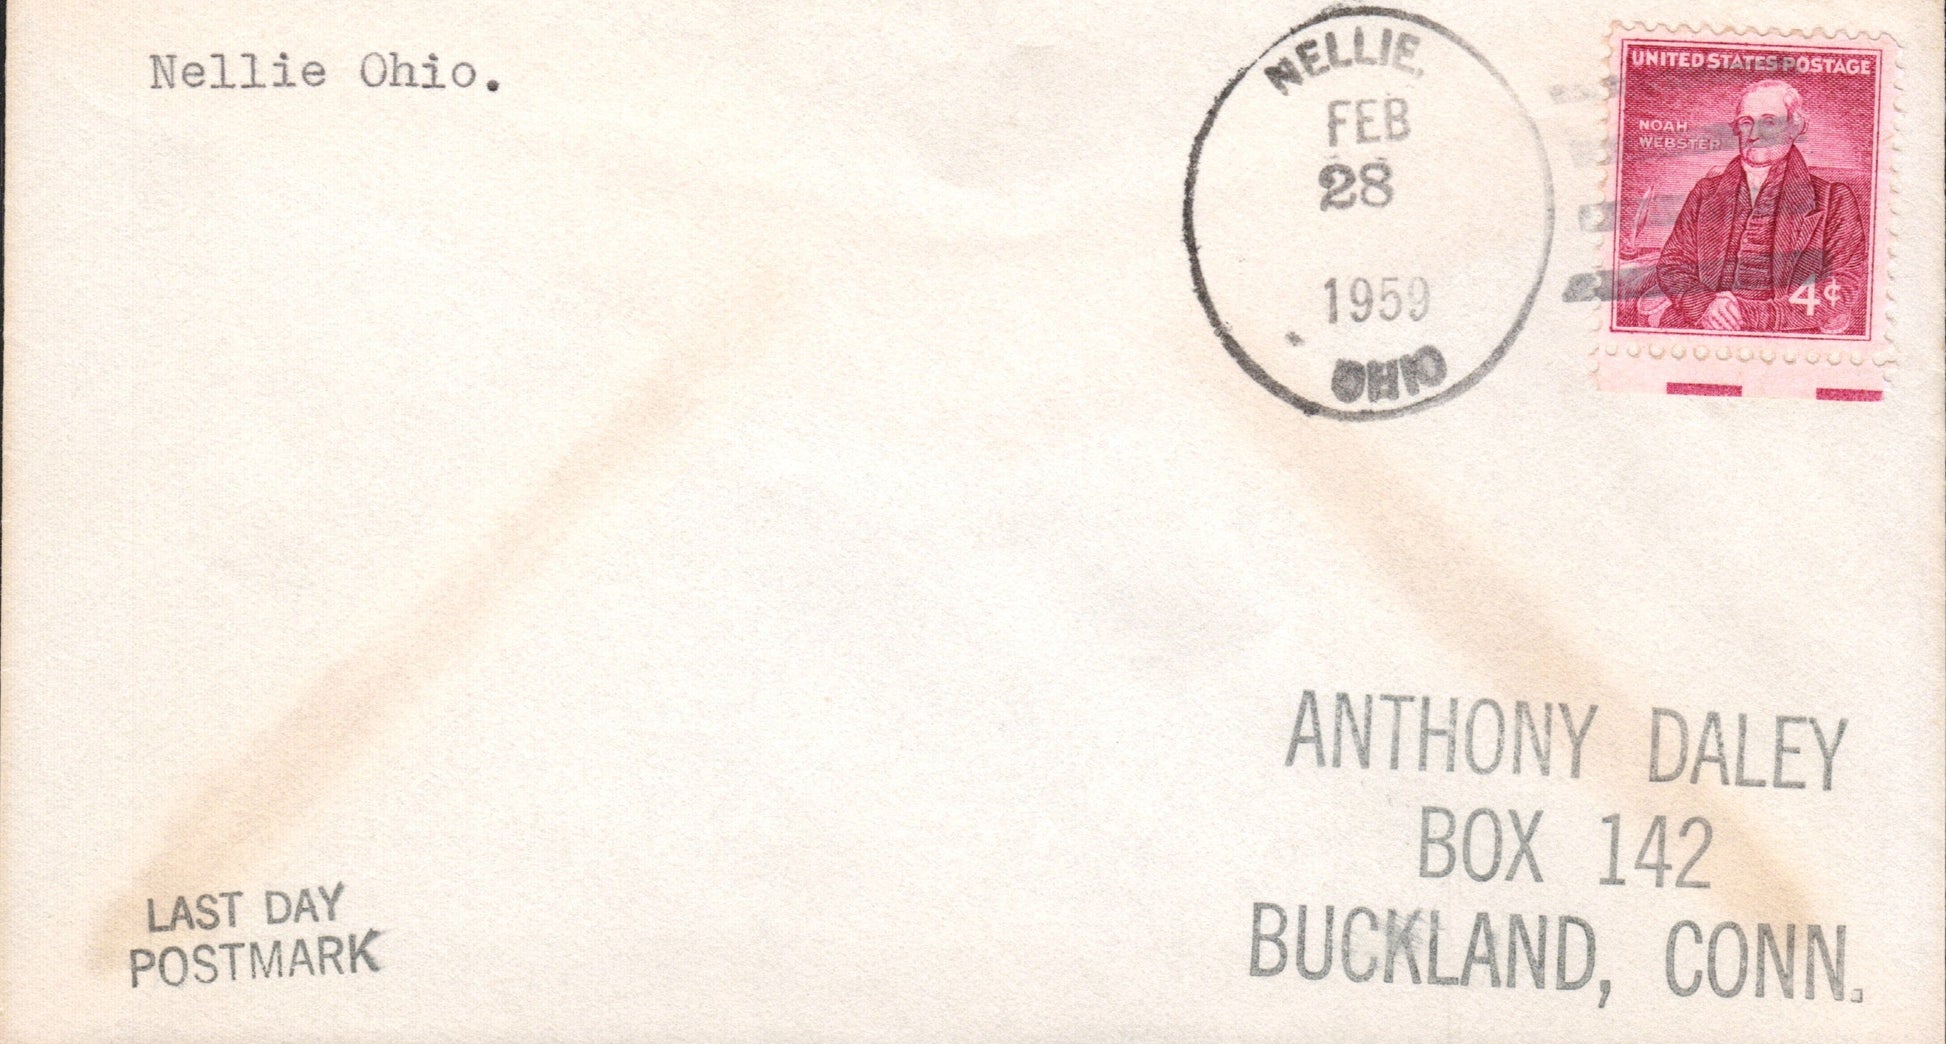 Nellie Ohio.
NELLIE,
FEB
28
1959
OHIO
UNITED STATES POSTAGE
NOAH
WEBSTER
4¢
ANTHONY DALEY
BOX 142
BUCKLAND, CONN.
LAST DAY
POSTMARK